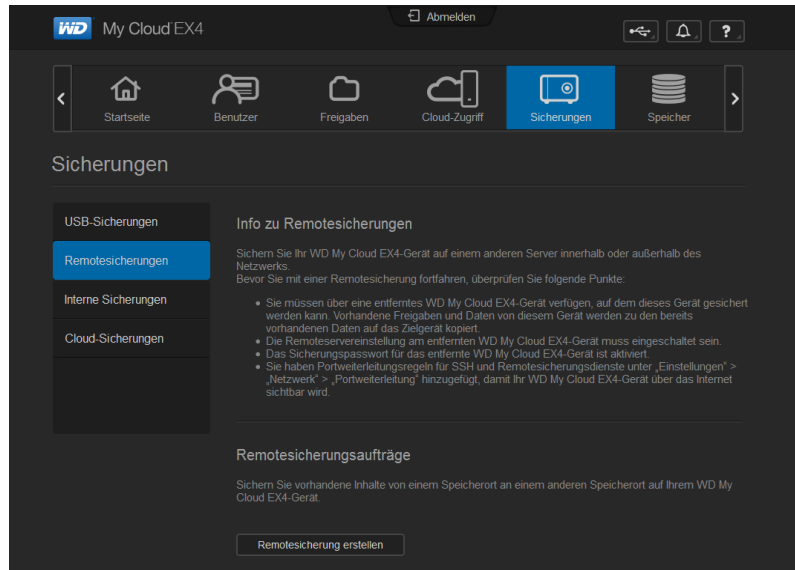 WD My Cloud EX4
Abmelden
?
Startseite
Benutzer
Freigaben
Cloud-Zugriff
Sicherungen
Speicher
Sicherungen
USB-Sicherungen
Remotesicherungen
Interne Sicherungen
Cloud-Sicherungen
Info zu Remotesicherungen
Sichern Sie Ihr WD My Cloud EX4-Gerät auf einem anderen Server innerhalb oder außerhalb des
Netzwerks.
Bevor Sie mit einer Remotesicherung fortfahren, überprüfen Sie folgende Punkte:
• Sie müssen über eine entferntes WD My Cloud EX4-Gerät verfügen, auf dem dieses Gerät gesichert
werden kann. Vorhandene Freigaben und Daten von diesem Gerät werden zu den bereits
vorhandenen Daten auf das Zielgerät kopiert.
• Die Remoteservereinstellung am entfernten WD My Cloud EX4-Gerät muss eingeschaltet sein.
• Das Sicherungspasswort für das entfernte WD My Cloud EX4-Gerät ist aktiviert.
• Sie haben Portweiterleitungsregeln für SSH und Remotesicherungsdienste unter „Einstellungen" >
„Netzwerk" > „Portweiterleitung" hinzugefügt, damit Ihr WD My Cloud EX4-Gerät über das Internet
sichtbar wird.
Remotesicherungsaufträge
Sichern Sie vorhandene Inhalte von einem Speicherort an einem anderen Speicherort auf Ihrem WD My
Cloud EX4-Gerät.
Remotesicherung erstellen